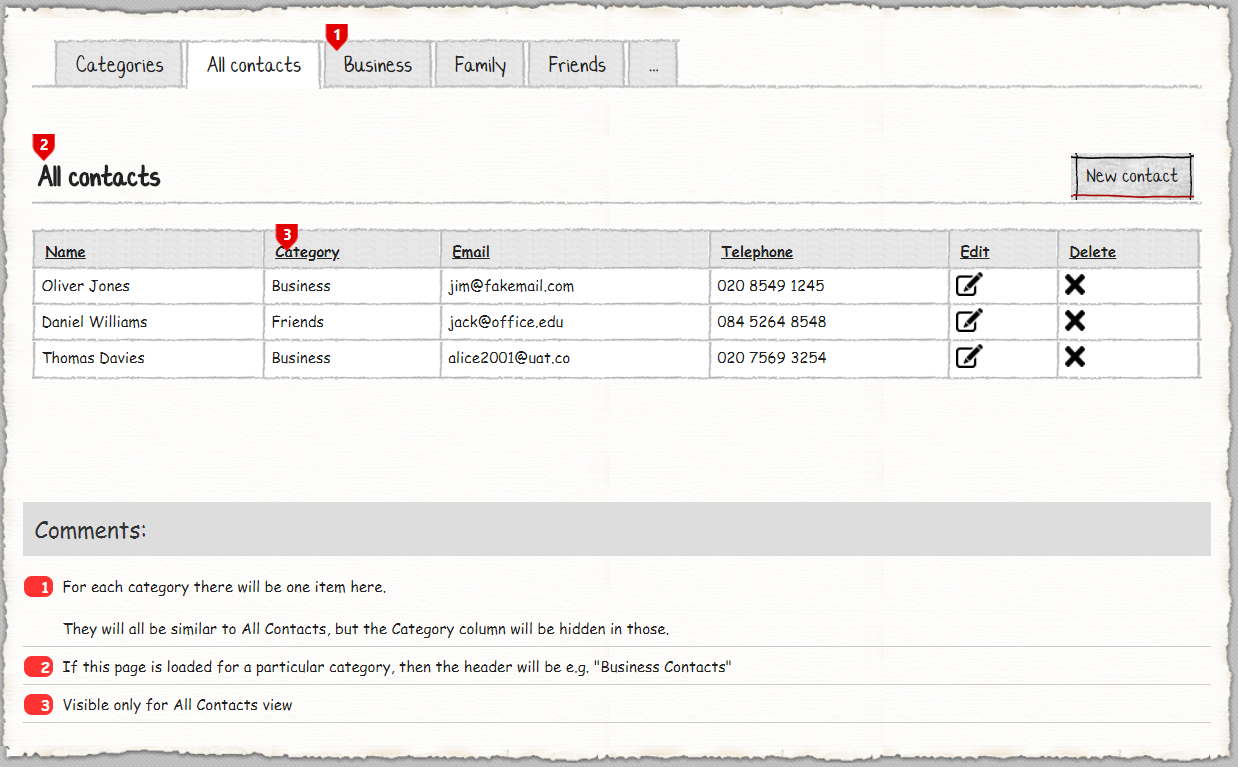 1
Categories All contacts Business Family Friends ...
2
All contacts New contact
3
Name Category Email Telephone Edit Delete
Oliver Jones Business jim@fakemail.com 020 8549 1245
Daniel Williams Friends jack@office.edu 084 5264 8548
Thomas Davies Business alice2001@uat.co 020 7569 3254
Comments:
1 For each category there will be one item here.
They will all be similar to All Contacts, but the Category column will be hidden in those.
2 If this page is loaded for a particular category, then the header will be e.g. "Business Contacts"
3 Visible only for All Contacts view